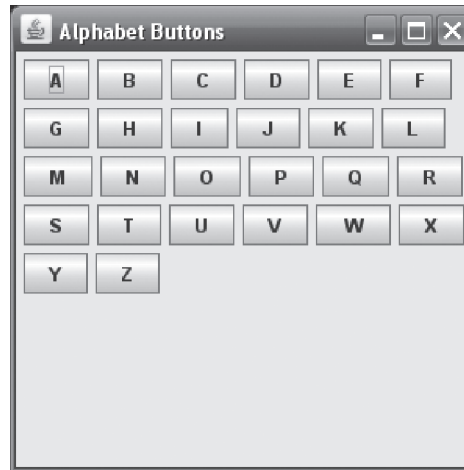 Alphabet Buttons
A B C D E F
G H I J K L
M N O P Q R
S T U V W X
Y Z